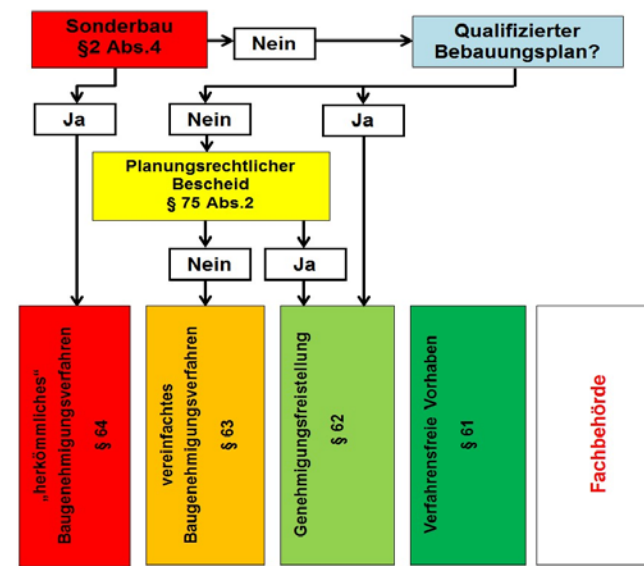 Sonderbau
§2 Abs.4
Nein
Qualifizierter
Bebauungsplan?
Ja
Nein
Ja
Planungsrechtlicher
Bescheid
§ 75 Abs.2
Nein
Ja
„herkömmliches“
Baugenehmigungsverfahren
§ 64
vereinfachtes
Baugenehmigungsverfahren
§ 63
Genehmigungsfreistellung
§ 62
Verfahrensfreie Vorhaben
§ 61
Fachbehörde